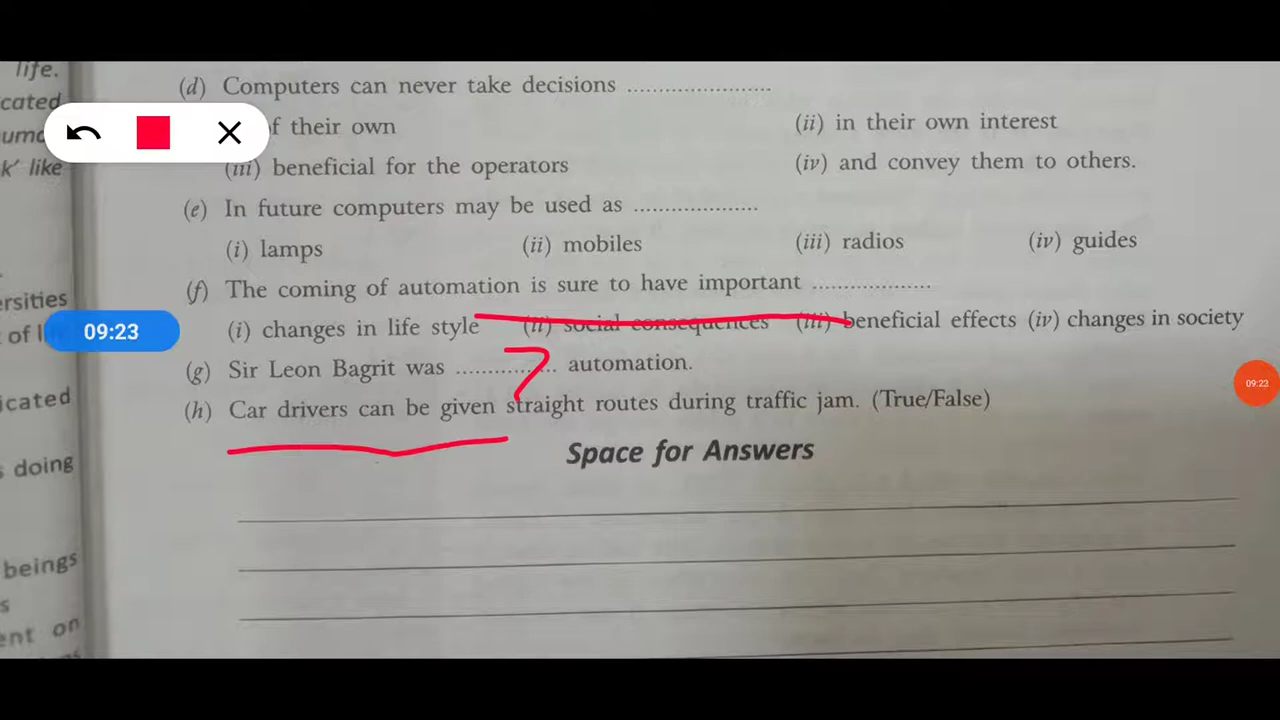 life.
cated
k' like
ersities
of
icated
s doing
beings
s
ent on
(d) Computers can never take decisions ........................
f their own (ii) in their own interest
(iii) beneficial for the operators (iv) and convey them to others.
(e) In future computers may be used as .....................
(i) lamps (ii) mobiles (iii) radios (iv) guides
(f) The coming of automation is sure to have important ....................
(i) changes in life style (ii) social consequences (iii) beneficial effects (iv) changes in society
(g) Sir Leon Bagrit was ................. automation.
(h) Car drivers can be given straight routes during traffic jam. (True/False)
Space for Answers
09:23
09:22